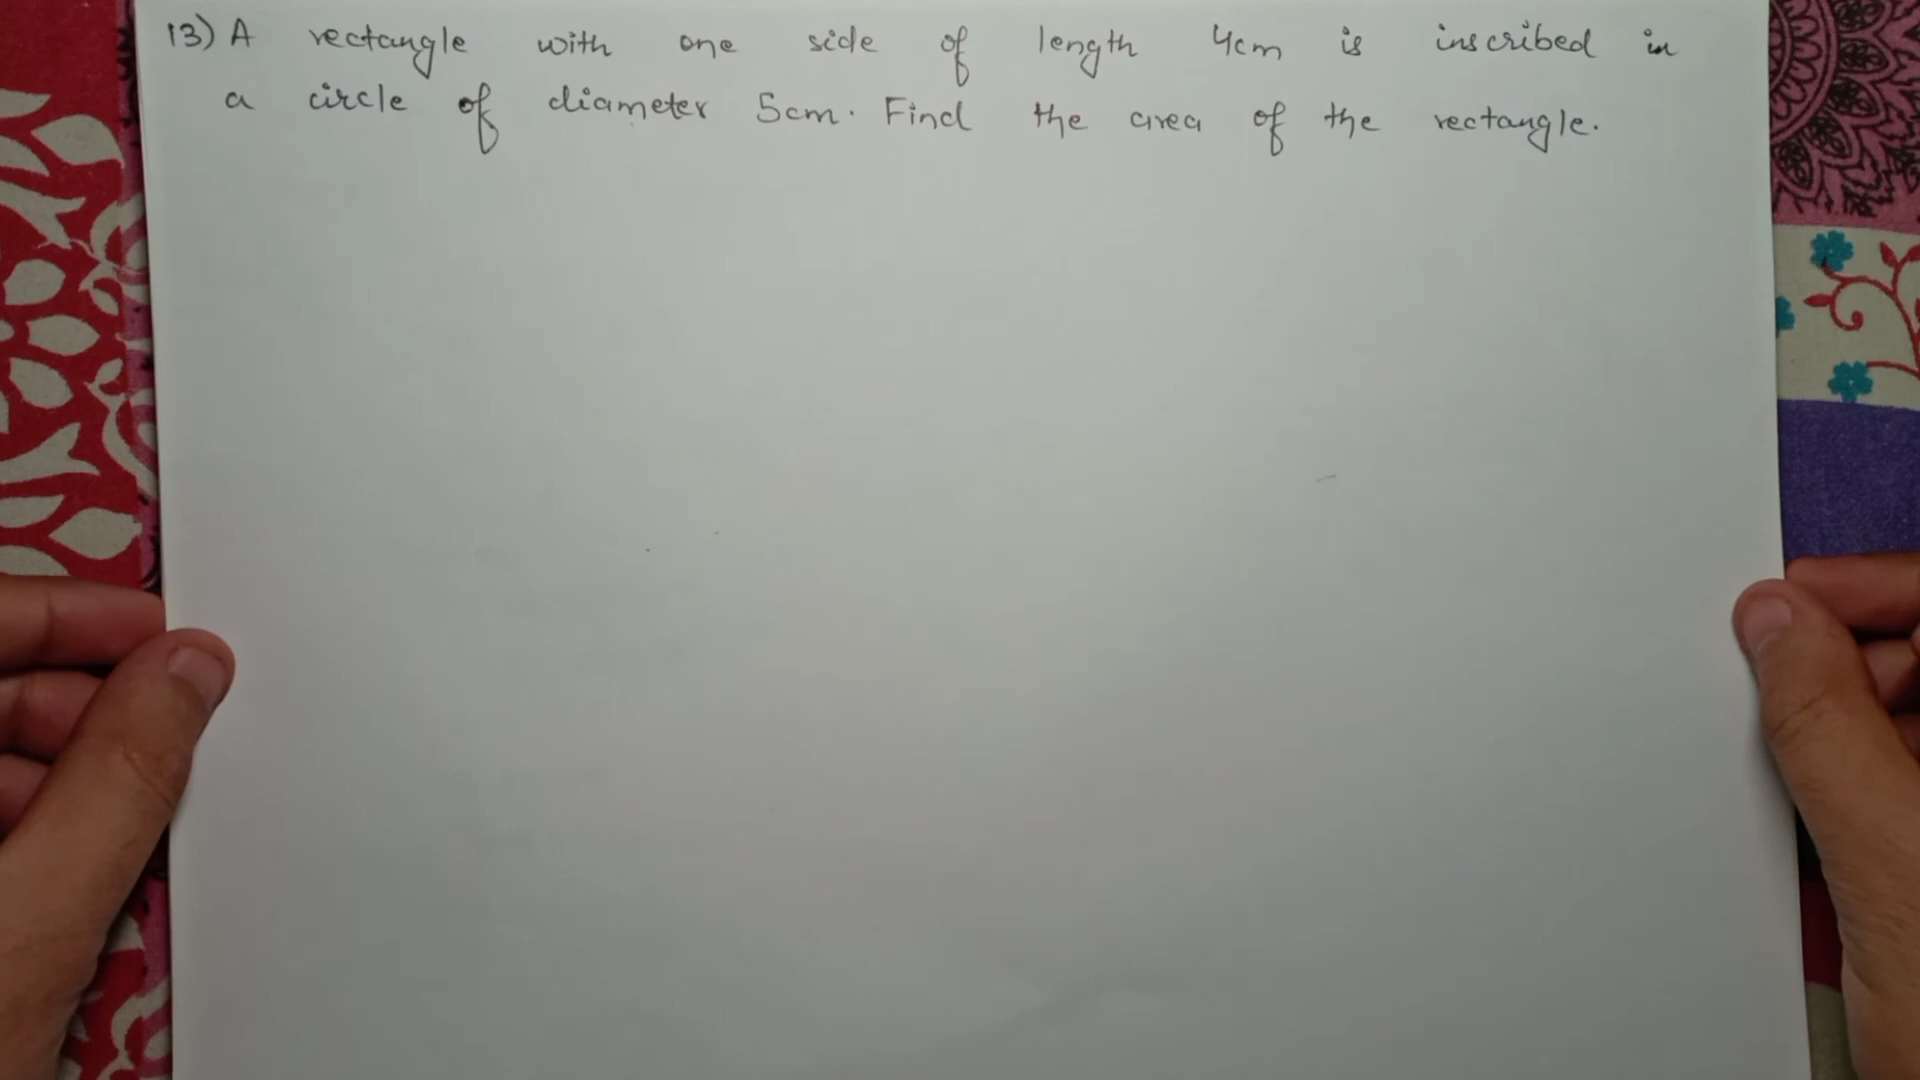 13) A rectangle with one side of length 4cm is inscribed in
a circle of diameter 5cm. Find the area of the rectangle.